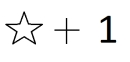 ☆ + 1